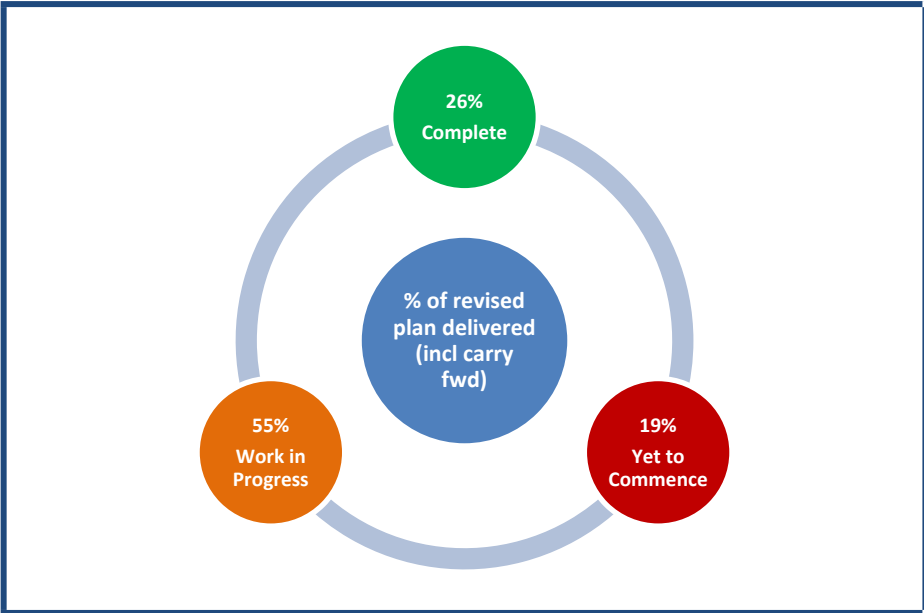 26%
Complete
% of revised
plan delivered
(incl carry
fwd)
55%
Work in
Progress
19%
Yet to
Commence